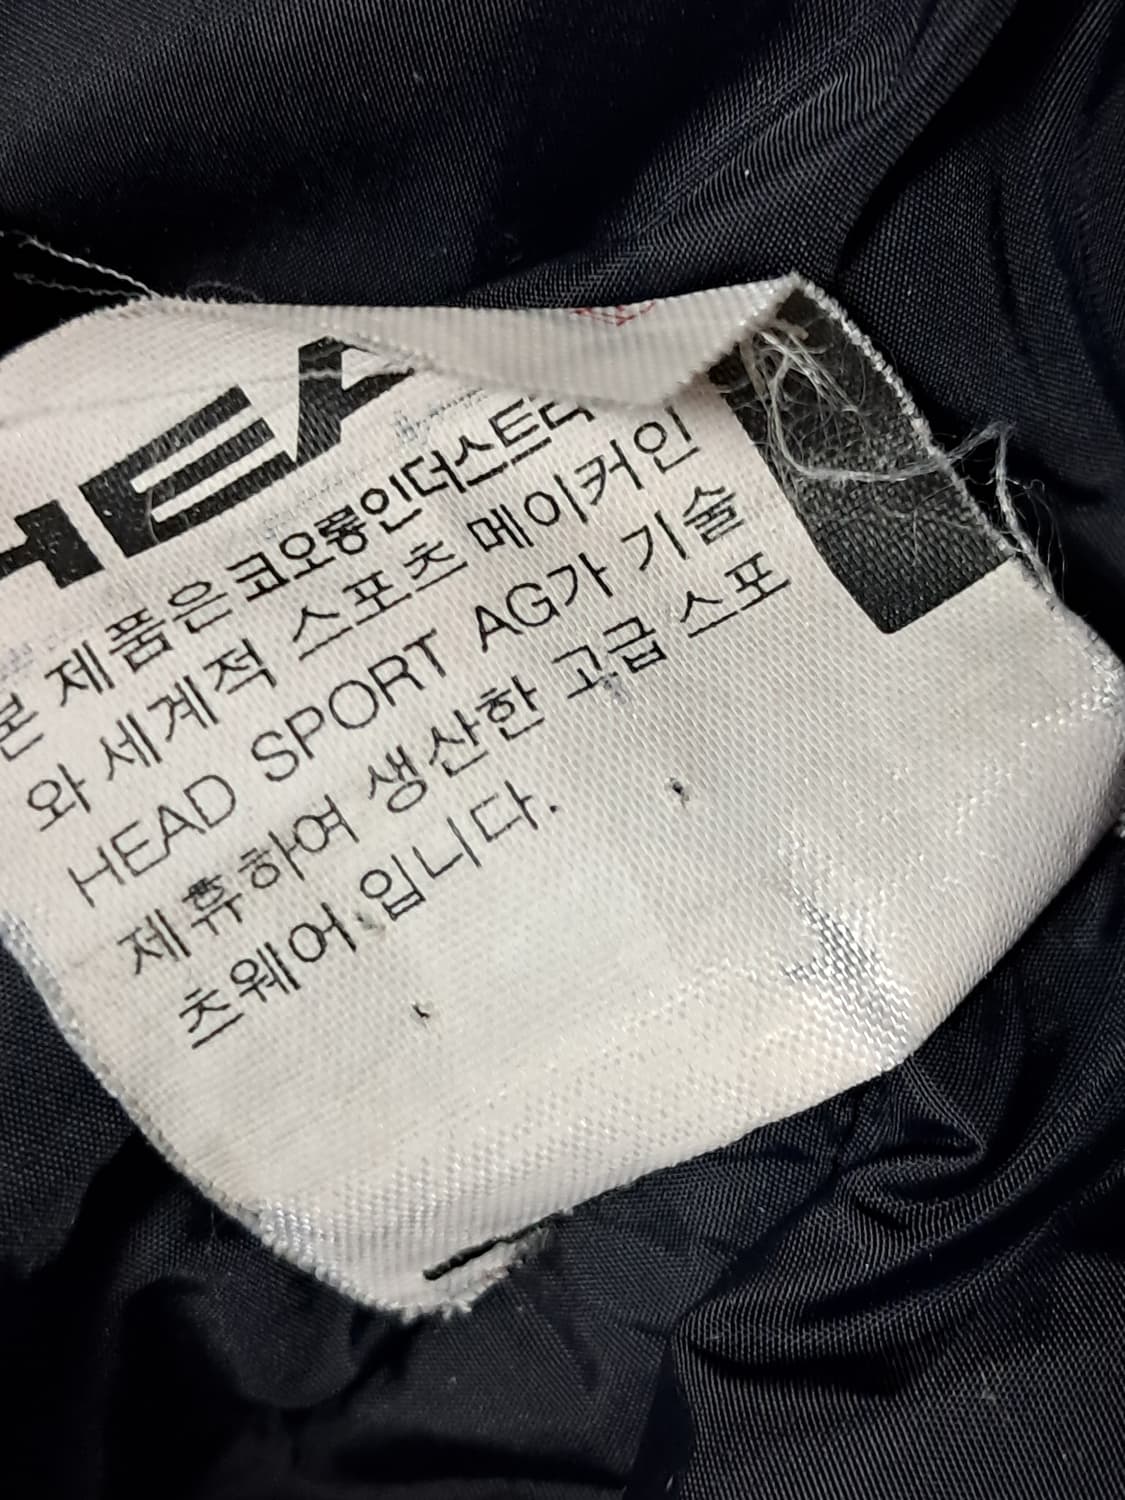 HEA
본 제품은 코오롱인더스트리
와 세계적 스포츠 메이커인
HEAD SPORT AG가 기술
제휴하여 생산한 고급 스포
츠웨어 입니다.